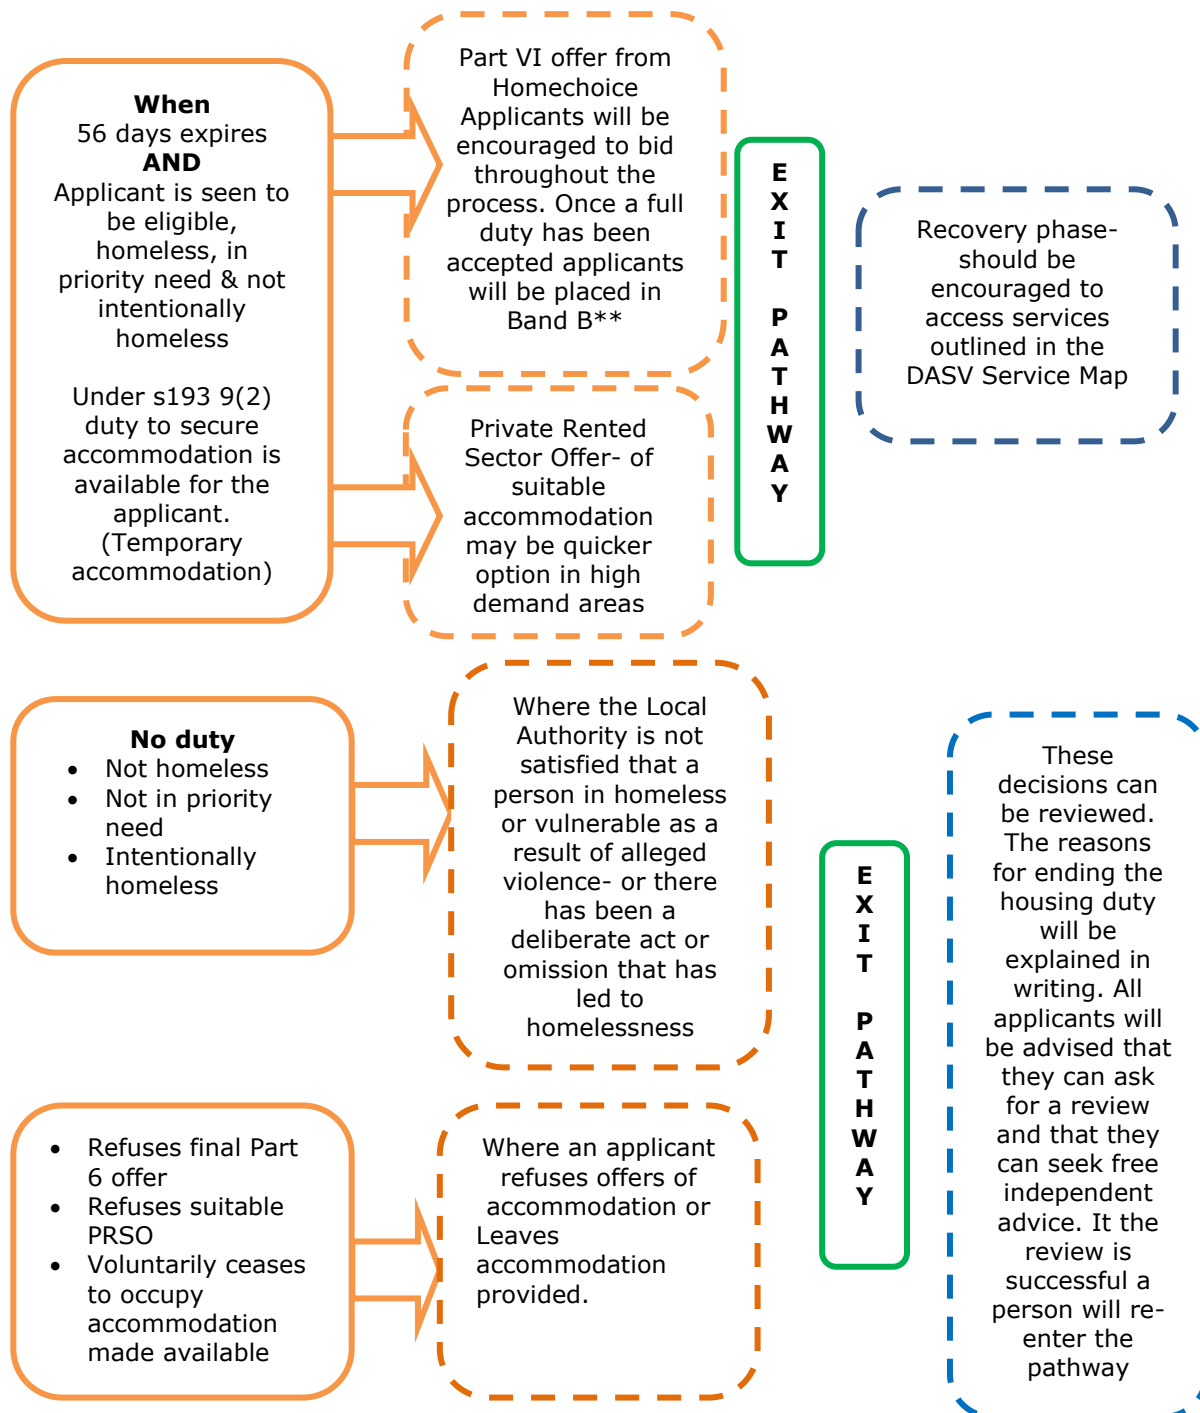 When
56 days expires
AND
Applicant is seen to
be eligible,
homeless, in
priority need & not
intentionally
homeless
Under s193 9(2)
duty to secure
accommodation is
available for the
applicant.
(Temporary
accommodation)
Part VI offer from
Homechoice
Applicants will be
encouraged to bid
throughout the
process. Once a full
duty has been
accepted applicants
will be placed in
Band B**
Private Rented
Sector Offer- of
suitable
accommodation
may be quicker
option in high
demand areas
E
X
I
T
P
A
T
H
W
A
Y
Recovery phase-
should be
encouraged to
access services
outlined in the
DASV Service Map
No duty
• Not homeless
• Not in priority
need
• Intentionally
homeless
Where the Local
Authority is not
satisfied that a
person in homeless
or vulnerable as a
result of alleged
violence- or there
has been a
deliberate act or
omission that has
led to
homelessness
• Refuses final Part
6 offer
• Refuses suitable
PRSO
• Voluntarily ceases
to occupy
accommodation
made available
Where an applicant
refuses offers of
accommodation or
Leaves
accommodation
provided.
E
X
I
T
P
A
T
H
W
A
Y
These
decisions can
be reviewed.
The reasons
for ending the
housing duty
will be
explained in
writing. All
applicants will
be advised that
they can ask
for a review
and that they
can seek free
independent
advice. It the
review is
successful a
person will re-
enter the
pathway